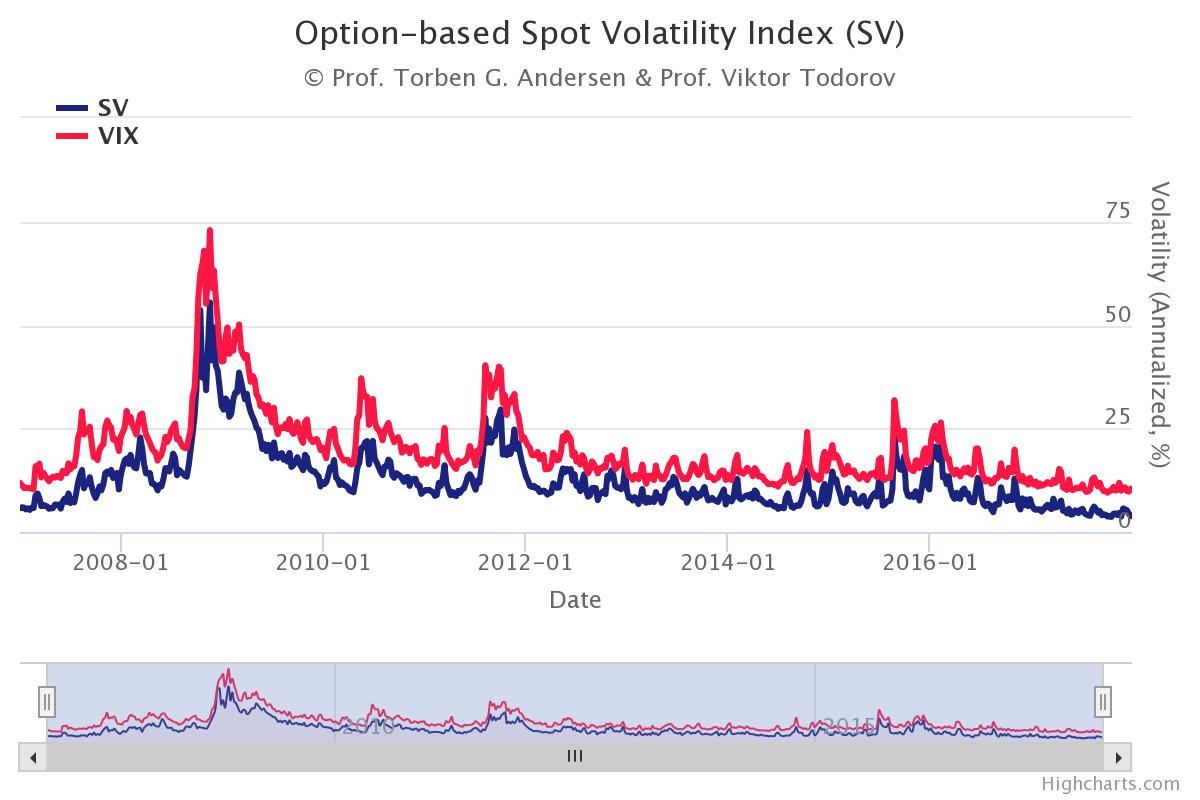 Option-based Spot Volatility Index (SV)
© Prof. Torben G. Andersen & Prof. Viktor Todorov
SV
VIX
75
50
25
0
Volatility (Annualized, %)
2008-01 2010-01 2012-01 2014-01 2016-01
Date
2010 2015
Highcharts.com